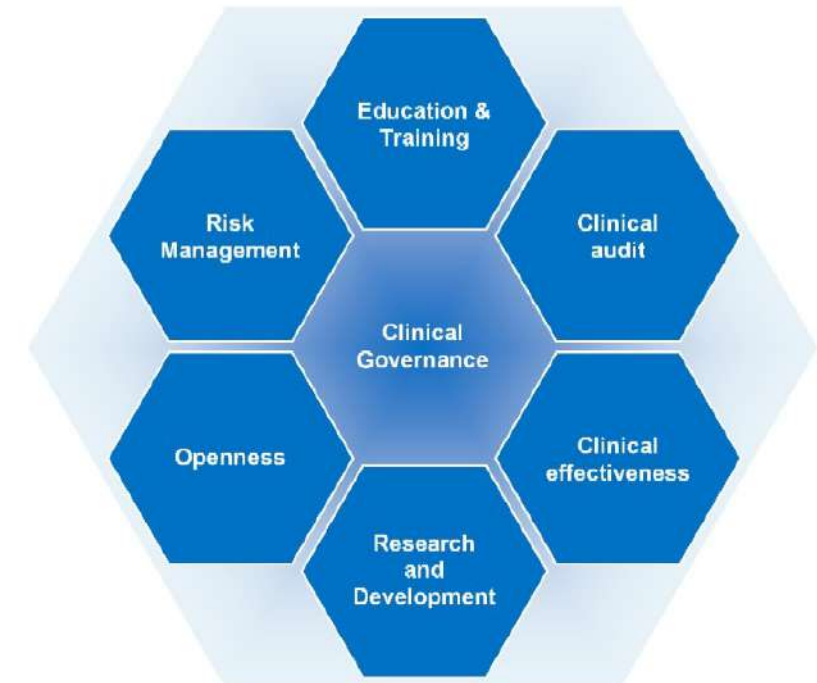 Education &
Training
Risk
Management
Clinical
audit
Clinical
Governance
Openness
Clinical
effectiveness
Research
and
Development